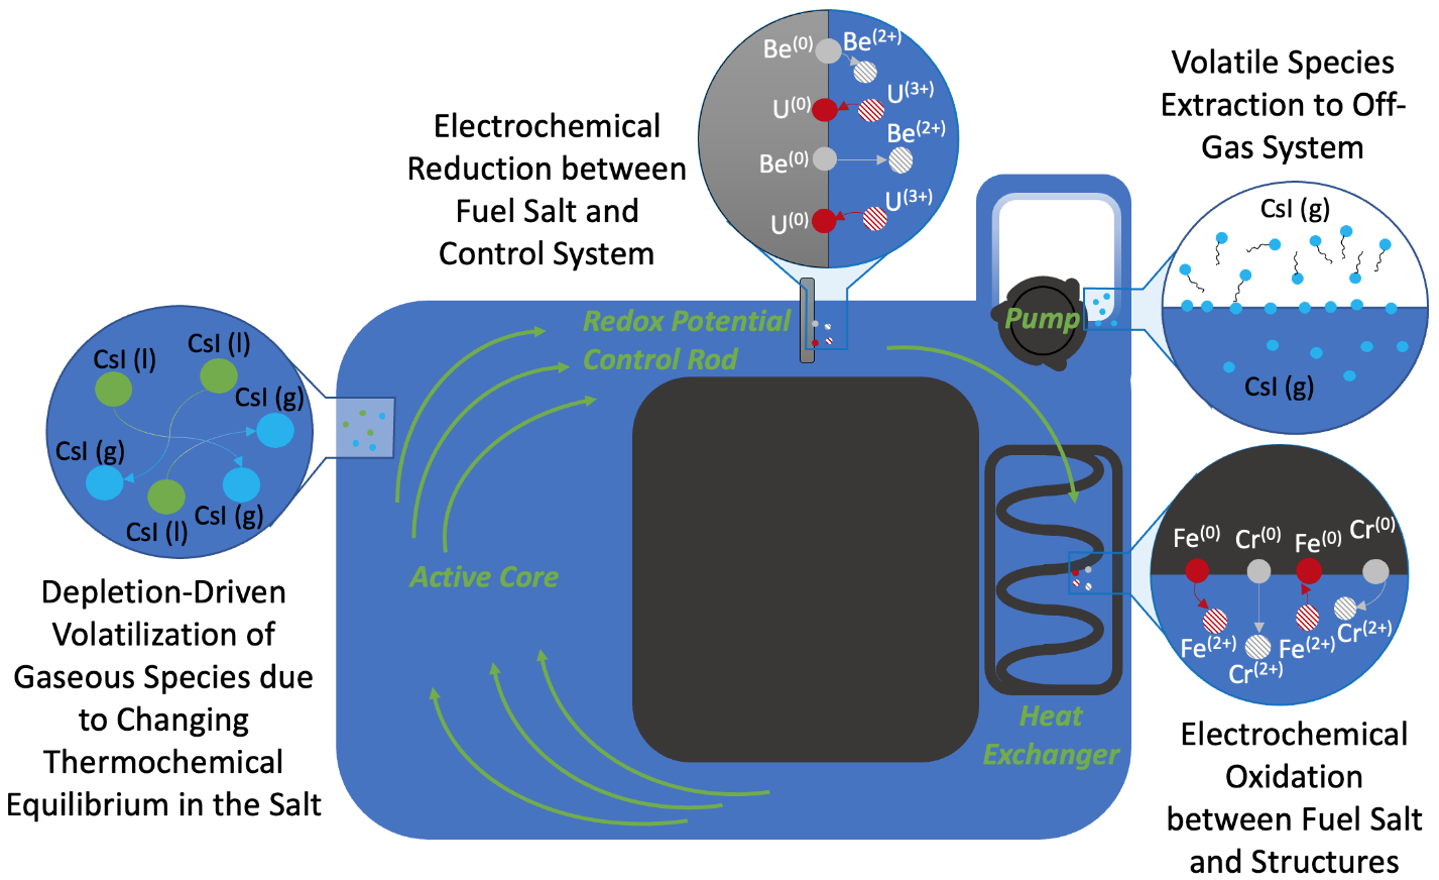 Electrochemical
Reduction between
Fuel Salt and
Control System
Be(0)
Be(2+)
U(0)
U(3+)
Be(0)
Be(2+)
U(0)
U(3+)
Volatile Species
Extraction to Off-
Gas System
CsI (g)
CsI (g)
Redox Potential
Control Rod
Pump
CsI (l)
CsI (l)
CsI (g)
CsI (g)
CsI (g)
CsI (l)
Active Core
Depletion-Driven
Volatilization of
Gaseous Species due
to Changing
Thermochemical
Equilibrium in the Salt
Heat
Exchanger
Fe(0)
Cr(0)
Fe(0)
Cr(0)
Fe(2+)
Cr(2+)
Fe(2+)
Cr(2+)
Electrochemical
Oxidation
between Fuel Salt
and Structures